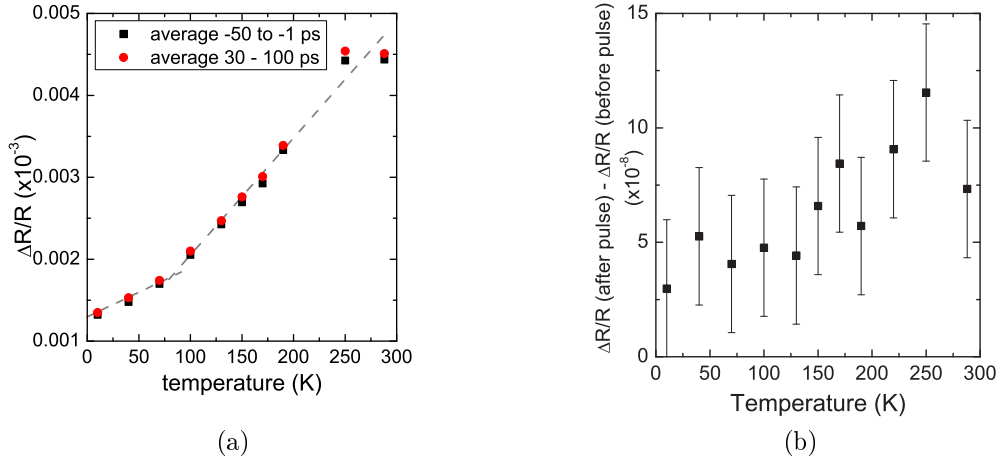 0.005
0.004
0.003
0.002
0.001
ΔR/R (x10⁻³)
average -50 to -1 ps
average 30 - 100 ps
0 50 100 150 200 250 300
temperature (K)
(a)
15
10
5
0
ΔR/R (after pulse) - ΔR/R (before pulse)
(x10⁻⁸)
0 50 100 150 200 250 300
Temperature (K)
(b)